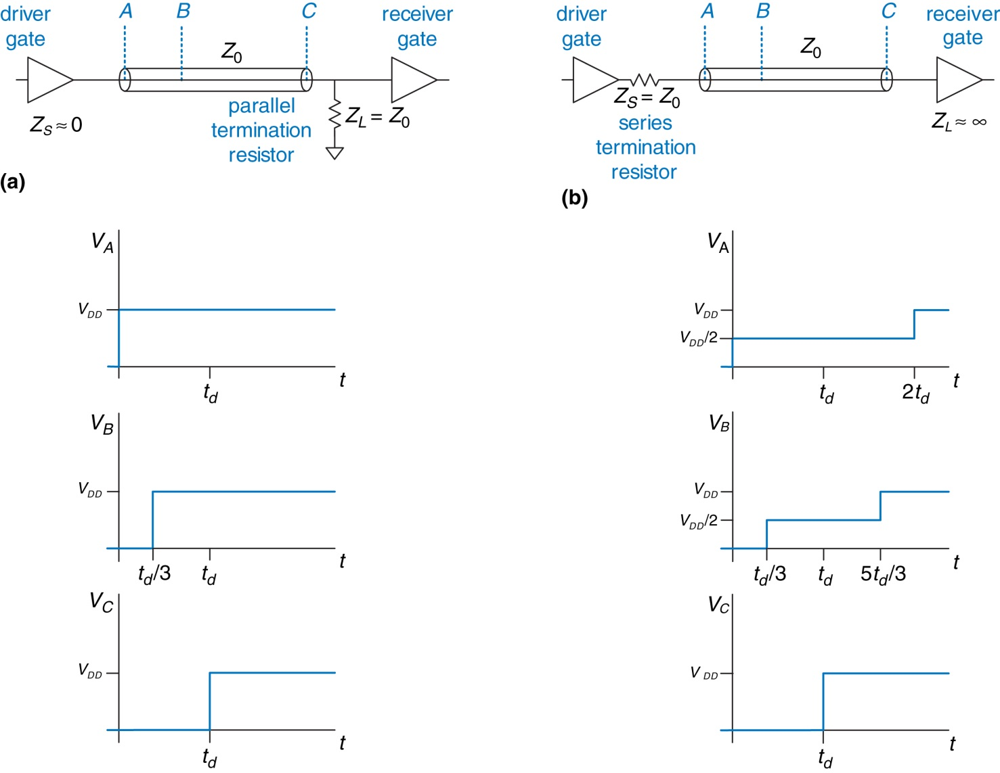 driver
gate
A
B
C
receiver
gate
Z0
ZS ≈ 0
parallel
termination
resistor
ZL = Z0
(a)
driver
gate
A
B
C
receiver
gate
Z0
ZS = Z0
series
termination
resistor
ZL ≈ ∞
(b)
VA
VDD
t
td
VB
VDD
t
td/3
td
VC
VDD
t
td
VA
VDD
VDD/2
t
td
2td
VB
VDD
VDD/2
t
td/3
td
5td/3
VC
VDD
t
td